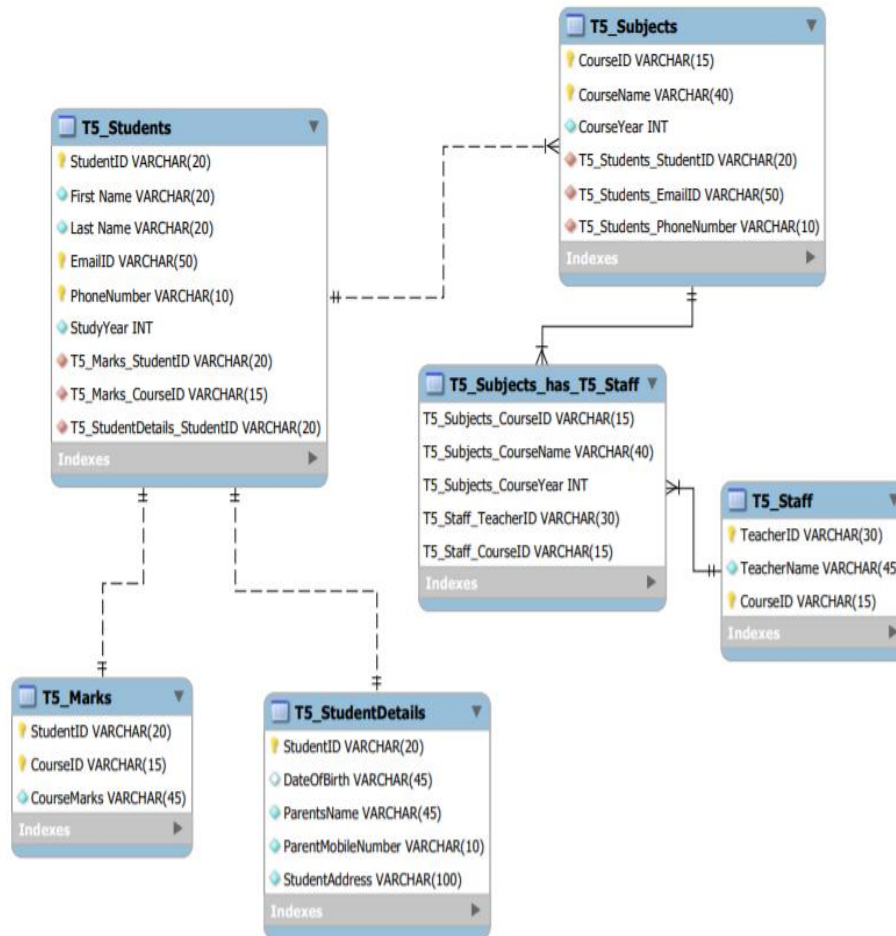 T5_Subjects
CourseID VARCHAR(15)
CourseName VARCHAR(40)
CourseYear INT
T5_Students_StudentID VARCHAR(20)
T5_Students_EmailID VARCHAR(50)
T5_Students_PhoneNumber VARCHAR(10)
Indexes
T5_Students
StudentID VARCHAR(20)
First Name VARCHAR(20)
Last Name VARCHAR(20)
EmailID VARCHAR(50)
PhoneNumber VARCHAR(10)
StudyYear INT
T5_Marks_StudentID VARCHAR(20)
T5_Marks_CourseID VARCHAR(15)
T5_StudentDetails_StudentID VARCHAR(20)
Indexes
T5_Subjects_has_T5_Staff
T5_Subjects_CourseID VARCHAR(15)
T5_Subjects_CourseName VARCHAR(40)
T5_Subjects_CourseYear INT
T5_Staff_TeacherID VARCHAR(30)
T5_Staff_CourseID VARCHAR(15)
Indexes
T5_Staff
TeacherID VARCHAR(30)
TeacherName VARCHAR(45
CourseID VARCHAR(15)
Indexes
T5_Marks
StudentID VARCHAR(20)
CourseID VARCHAR(15)
CourseMarks VARCHAR(45)
Indexes
T5_StudentDetails
StudentID VARCHAR(20)
DateOfBirth VARCHAR(45)
ParentsName VARCHAR(45)
ParentMobileNumber VARCHAR(10)
StudentAddress VARCHAR(100)
Indexes